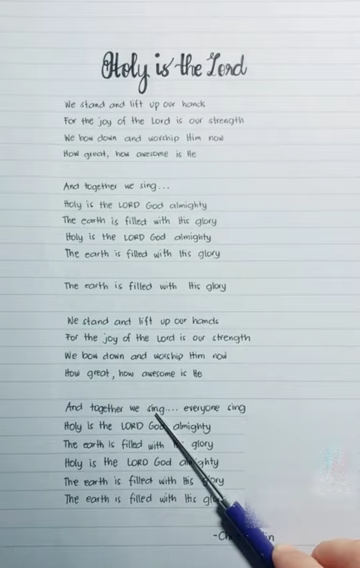 Holy is the Lord
We stand and lift up our hands
For the joy of the Lord is our strength
We bow down and worship Him now
How great, how awesome is He
And together we sing...
Holy is the LORD God almighty
The earth is filled with His glory
Holy is the LORD God almighty
The earth is filled with His glory
The earth is filled with His glory
We stand and lift up our hands
For the joy of the Lord is our strength
We bow down and worship Him now
How great, how awesome is He
And together we sing.... everyone sing
Holy is the LORD God almighty
The earth is filled with glory
Holy is the LORD God almighty
The earth is filled with His glory
The earth is filled with His